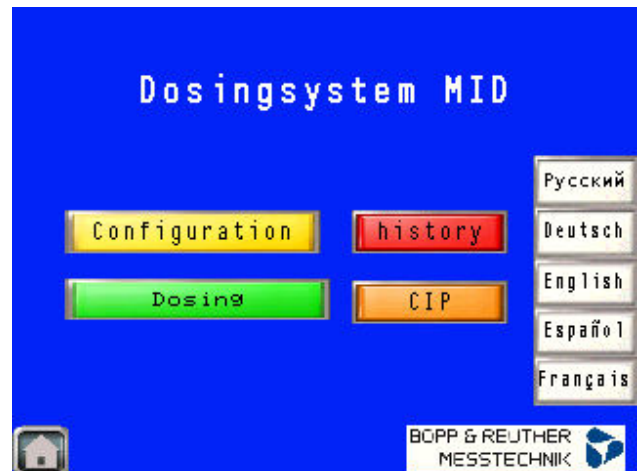 Dosingsystem MID
Русский
Configuration
history
Deutsch
Dosing
CIP
English
Español
Français
BOPP & REUTHER
MESSTECHNIK